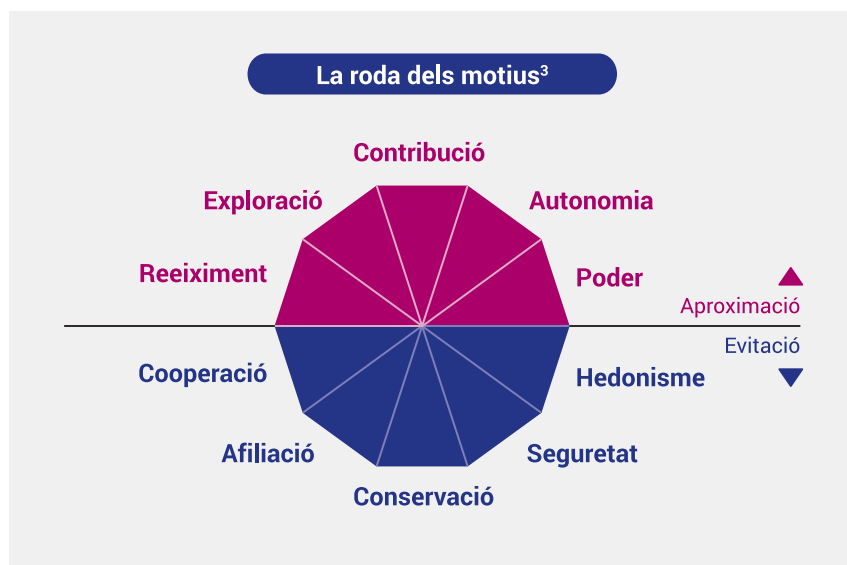 La roda dels motius³
Contribució
Exploració
Autonomia
Reeiximent
Poder
Aproximació
Evitació
Cooperació
Hedonisme
Afiliació
Seguretat
Conservació